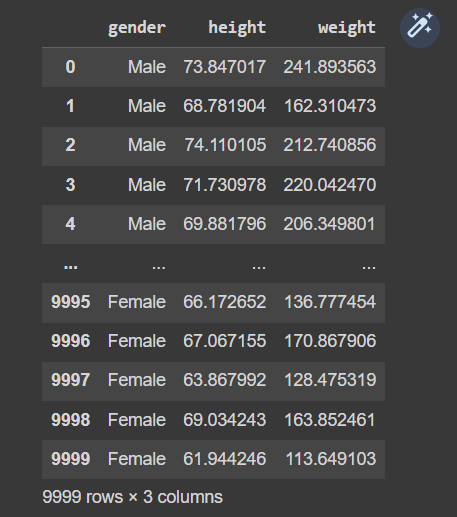 gender height weight
0 Male 73.847017 241.893563
1 Male 68.781904 162.310473
2 Male 74.110105 212.740856
3 Male 71.730978 220.042470
4 Male 69.881796 206.349801
... ... ... ...
9995 Female 66.172652 136.777454
9996 Female 67.067155 170.867906
9997 Female 63.867992 128.475319
9998 Female 69.034243 163.852461
9999 Female 61.944246 113.649103
9999 rows × 3 columns